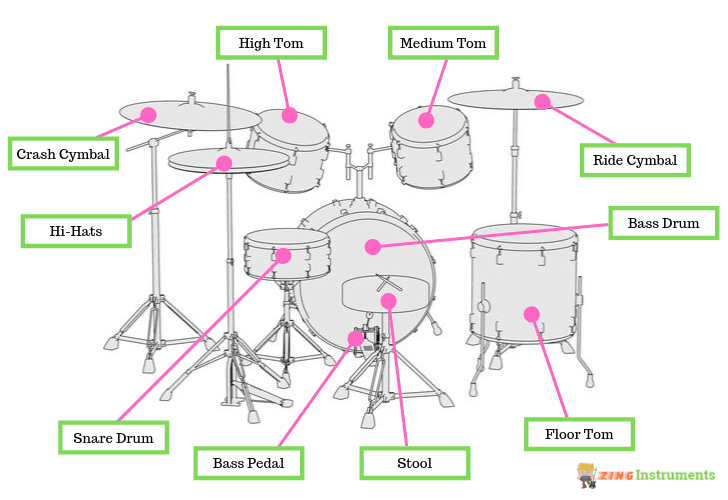 High Tom
Medium Tom
Crash Cymbal
Ride Cymbal
Hi-Hats
Bass Drum
Snare Drum
Bass Pedal
Stool
Floor Tom
ZING Instruments